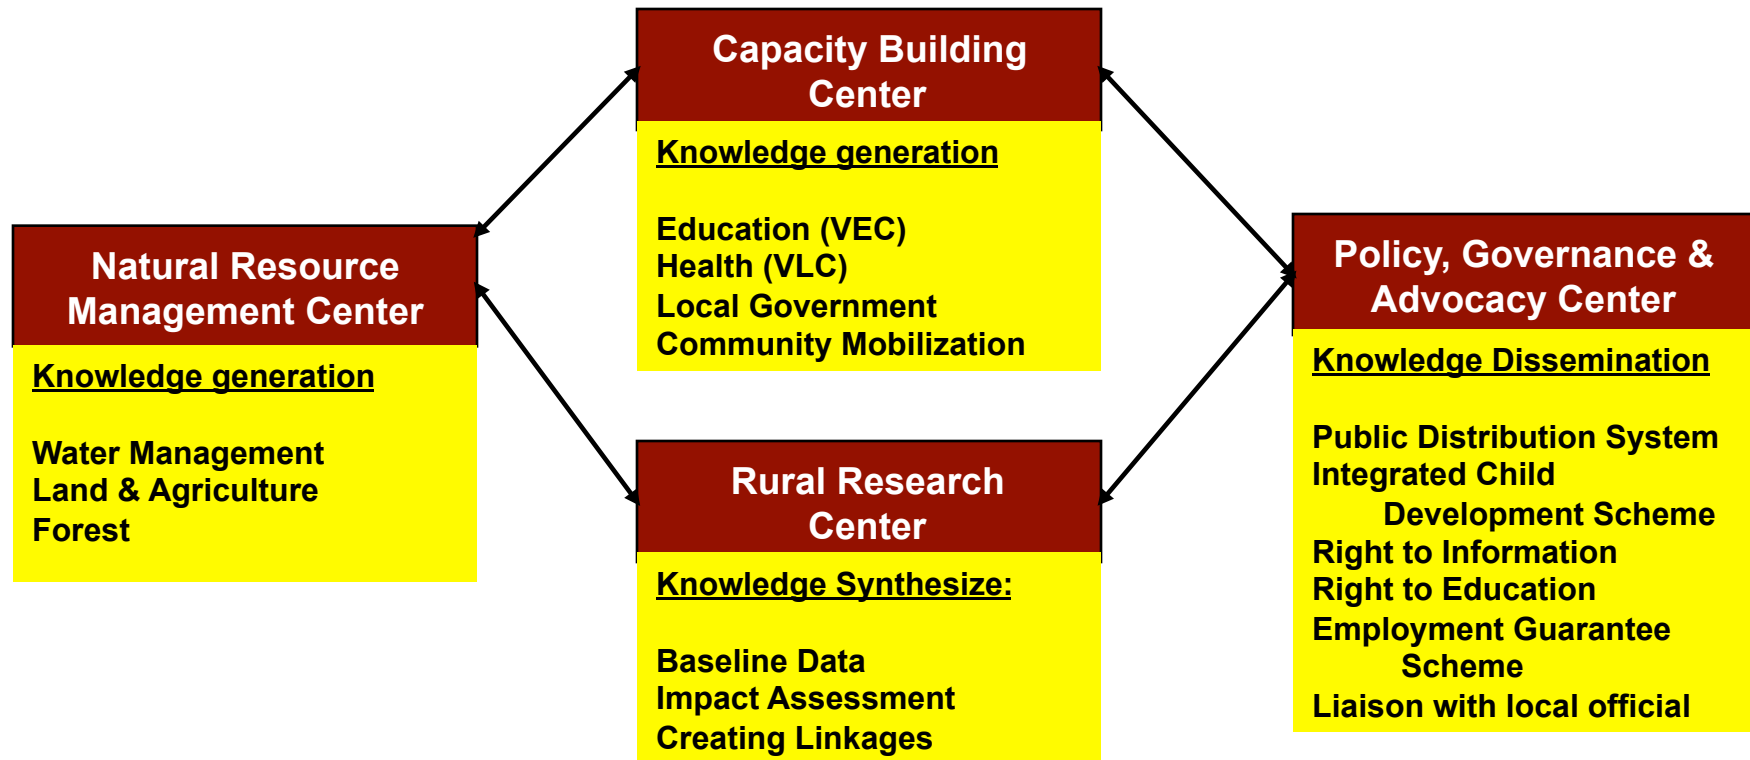 Capacity Building
Center
Knowledge generation
Education (VEC)
Health (VLC)
Local Government
Community Mobilization
Natural Resource
Management Center
Knowledge generation
Water Management
Land & Agriculture
Forest
Rural Research
Center
Knowledge Synthesize:
Baseline Data
Impact Assessment
Creating Linkages
Policy, Governance &
Advocacy Center
Knowledge Dissemination
Public Distribution System
Integrated Child
Development Scheme
Right to Information
Right to Education
Employment Guarantee
Scheme
Liaison with local official